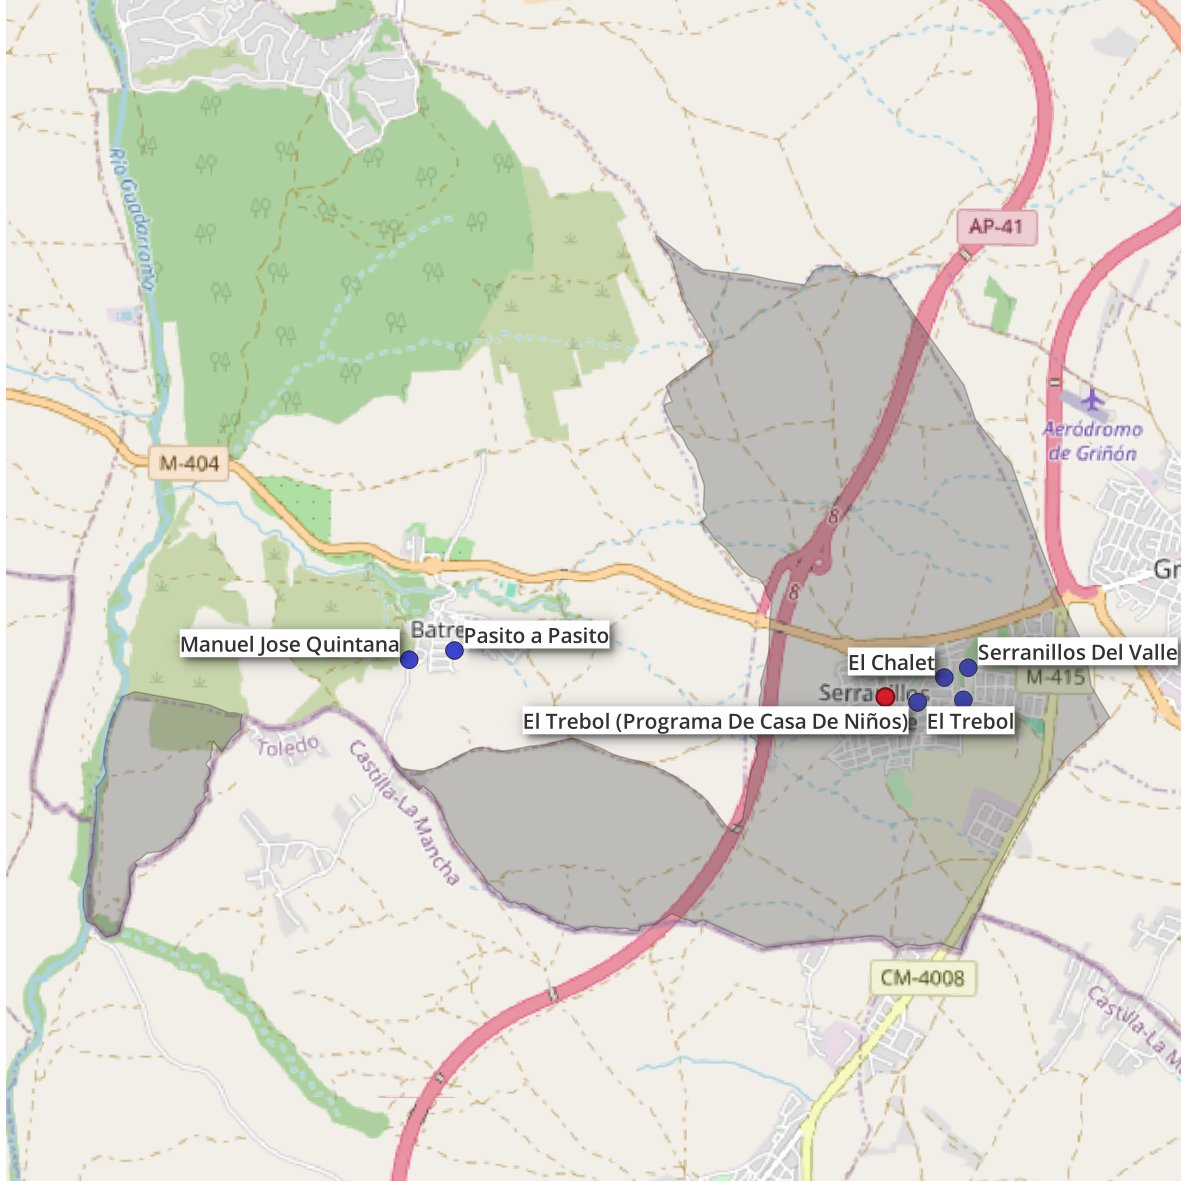 Río Guadarrama
AP-41
Aeródromo
de Griñón
M-404
8
8
Gr
Batre
Manuel Jose Quintana
Pasito a Pasito
El Chalet
Serranillos Del Valle
M-415
Serranillos
El Trebol (Programa De Casa De Niños)
e
El Trebol
Toledo
Castilla-La Mancha
CM-4008
Castilla-La M